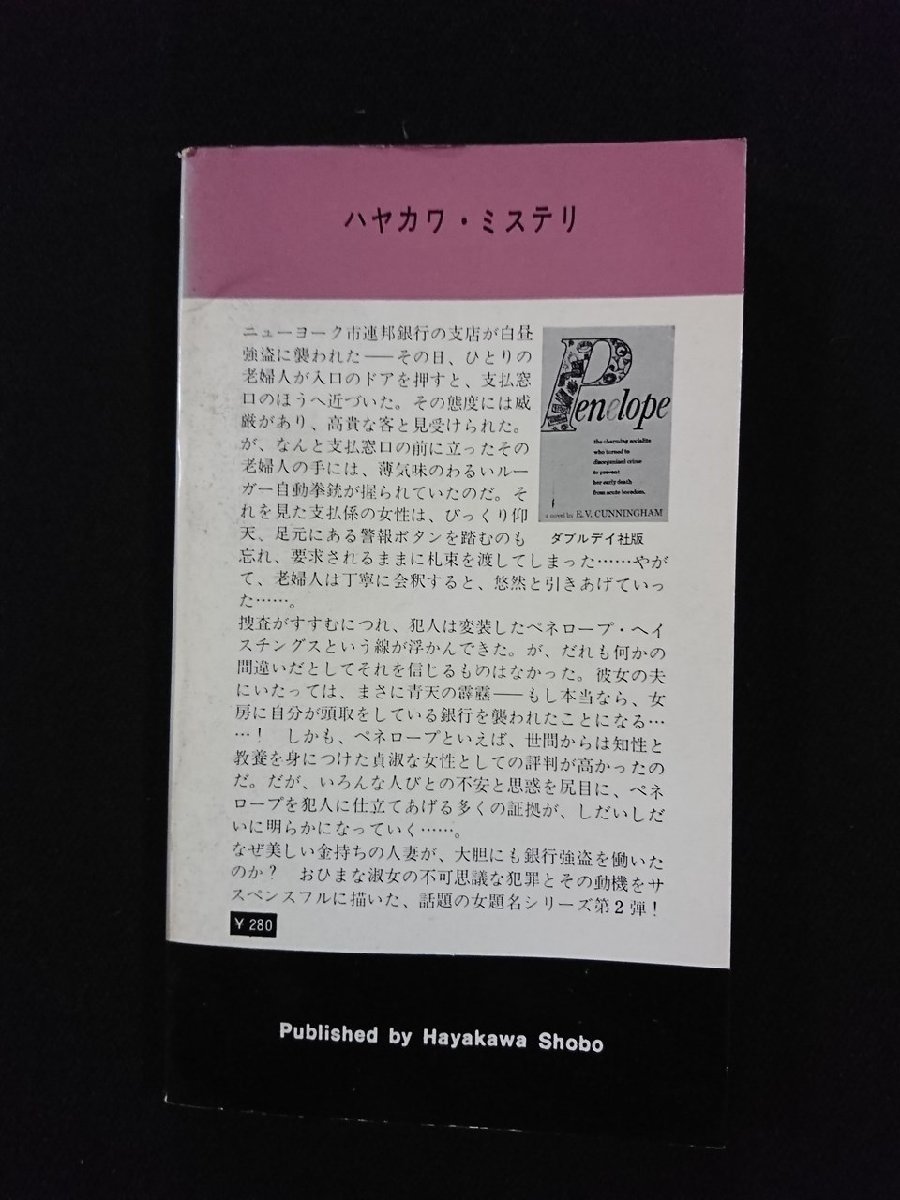 ハヤカワ・ミステリ
ニューヨーク市連邦銀行の支店が白昼
強盗に襲われた――その日、ひとりの
老婦人が入口のドアを押すと、支払窓
口のほうへ近づいた。その態度には威
厳があり、高貴な客と見受けられた。
が、なんと支払窓口の前に立ったその
老婦人の手には、薄気味のわるいルー
ガー自動拳銃が握られていたのだ。そ
れを見た支払係の女性は、びっくり仰
天、足元にある警報ボタンを踏むのも
忘れ、要求されるままに札束を渡してしまった……やが
て、老婦人は丁寧に会釈すると、悠然と引きあげていっ
た……。
捜査がすすむにつれ、犯人は変装したペネロープ・ヘイ
スチングスという線が浮かんできた。が、だれも何かの
間違いだとしてそれを信じるものはなかった。彼女の夫
にいたっては、まさに青天の霹靂――もし本当なら、女
房に自分が頭取をしている銀行を襲われたことになる…
…！　しかも、ペネロープといえば、世間からは知性と
教養を身につけた貞淑な女性としての評判が高かったの
だ。だが、いろんな人びとの不安と思惑を尻目に、ペネ
ロープを犯人に仕立てあげる多くの証拠が、しだいしだ
いに明らかになっていく……。
なぜ美しい金持ちの人妻が、大胆にも銀行強盗を働いた
のか？　おひまな淑女の不可思議な犯罪とその動機をサ
スペンスフルに描いた、話題の女題名シリーズ第2弾！
Penelope
the charming socialite
who turned to
disorganized crime
to prevent
her early death
from acute boredom.
a novel by E.V. CUNNINGHAM
ダブルデイ社版
¥ 280
Published by Hayakawa Shobo